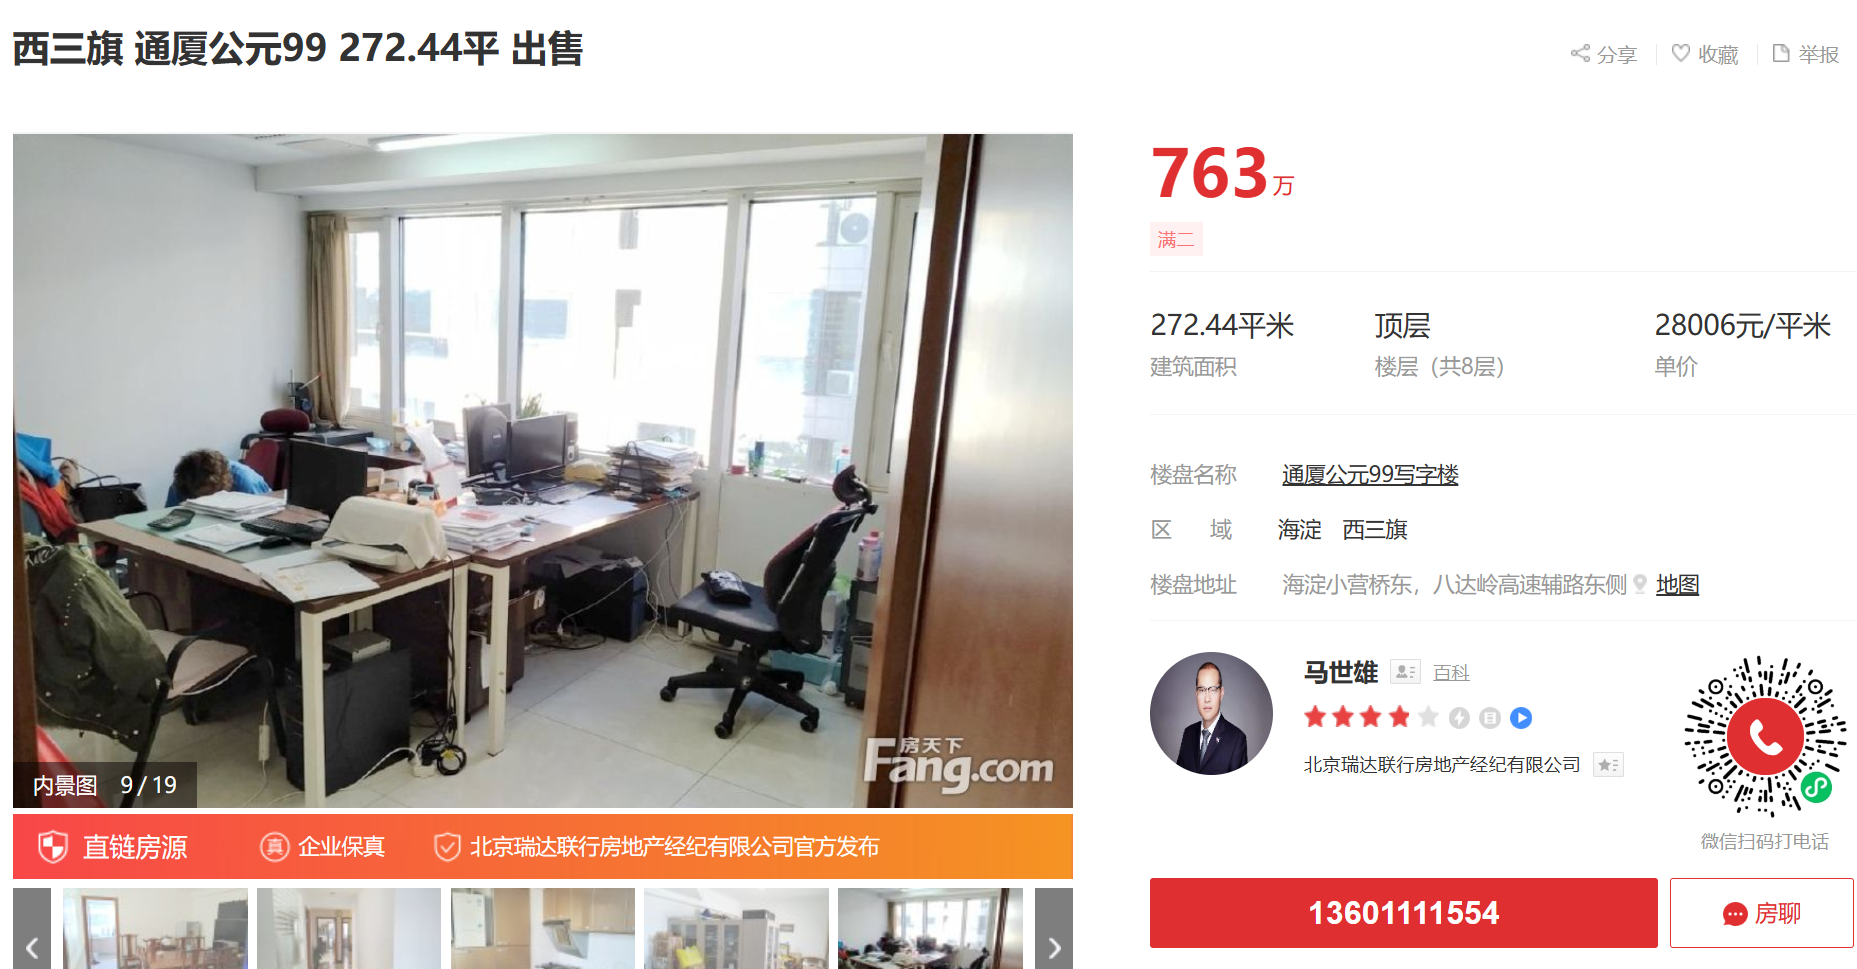 西三旗 通厦公元99 272.44平 出售
分享
收藏
举报
763万
满二
272.44平米
顶层
28006元/平米
建筑面积
楼层（共8层）
单价
楼盘名称
通厦公元99写字楼
区 域
海淀 西三旗
楼盘地址
海淀小营桥东，八达岭高速辅路东侧
地图
马世雄
百科
北京瑞达联行房地产经纪有限公司
微信扫码打电话
13601111554
房聊
房天下
Fang.com
内景图 9 / 19
直链房源
真
企业保真
北京瑞达联行房地产经纪有限公司官方发布